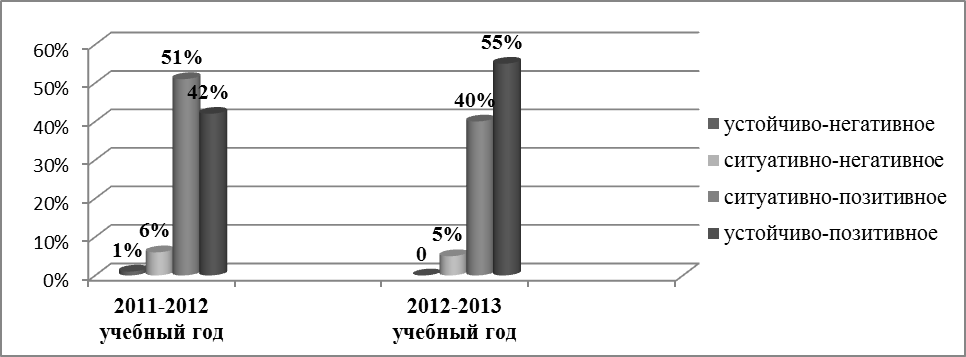 60%
50%
40%
30%
20%
10%
0%
1%
6%
51%
42%
0
5%
40%
55%
2011-2012
учебный год
2012-2013
учебный год
устойчиво-негативное
ситуативно-негативное
ситуативно-позитивное
устойчиво-позитивное